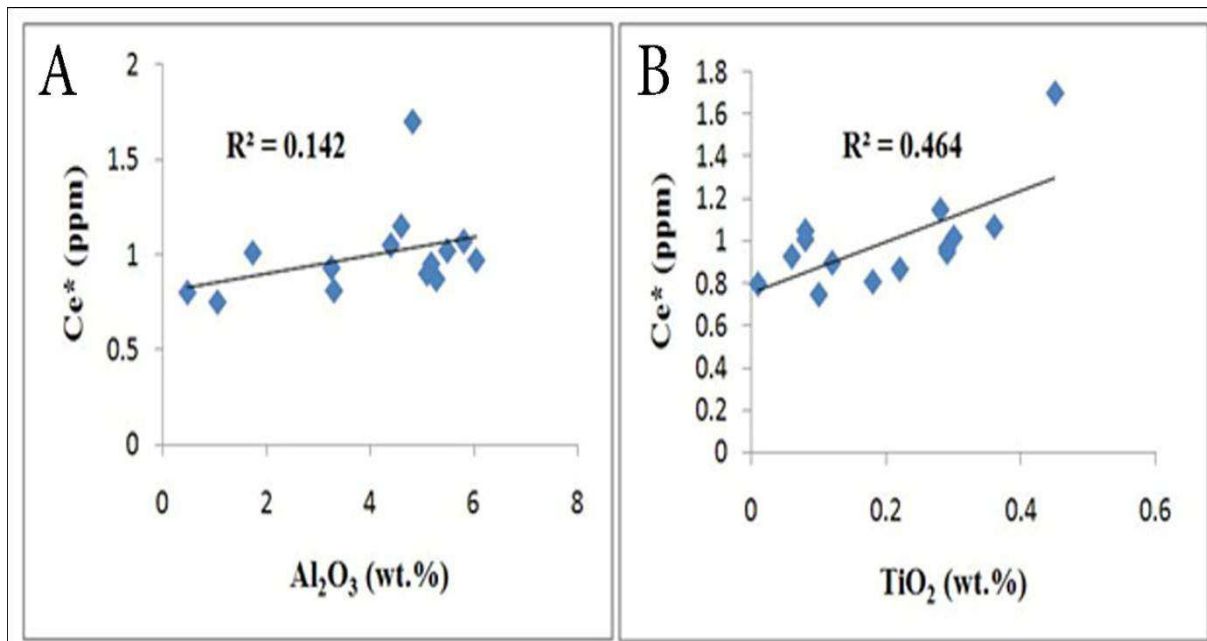 A
2
1.5
1
0.5
0
0 2 4 6 8
R² = 0.142
Ce* (ppm)
Al₂O₃ (wt.%)
B
1.8
1.6
1.4
1.2
1
0.8
0.6
0.4
0.2
0
0 0.2 0.4 0.6
R² = 0.464
Ce* (ppm)
TiO₂ (wt.%)